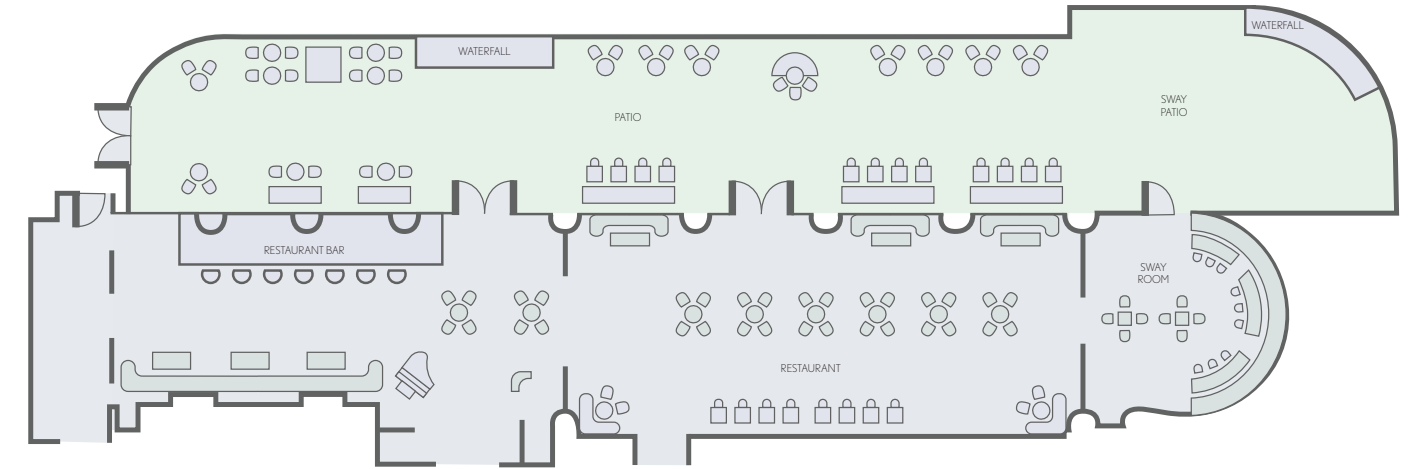 WATERFALL
WATERFALL
PATIO
SWAY
PATIO
RESTAURANT BAR
SWAY
ROOM
RESTAURANT